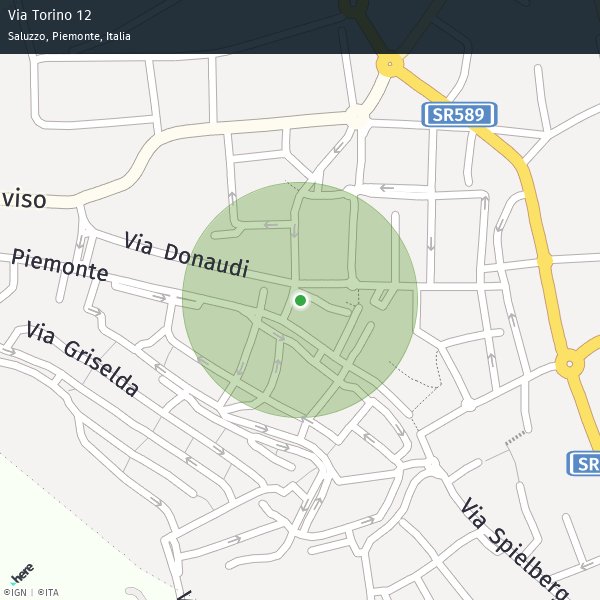 Via Torino 12
Saluzzo, Piemonte, Italia
SR589
viso
Via Donaudi
Piemonte
Via Griselda
SR
Via Spielberg
here
©IGN | ©ITA